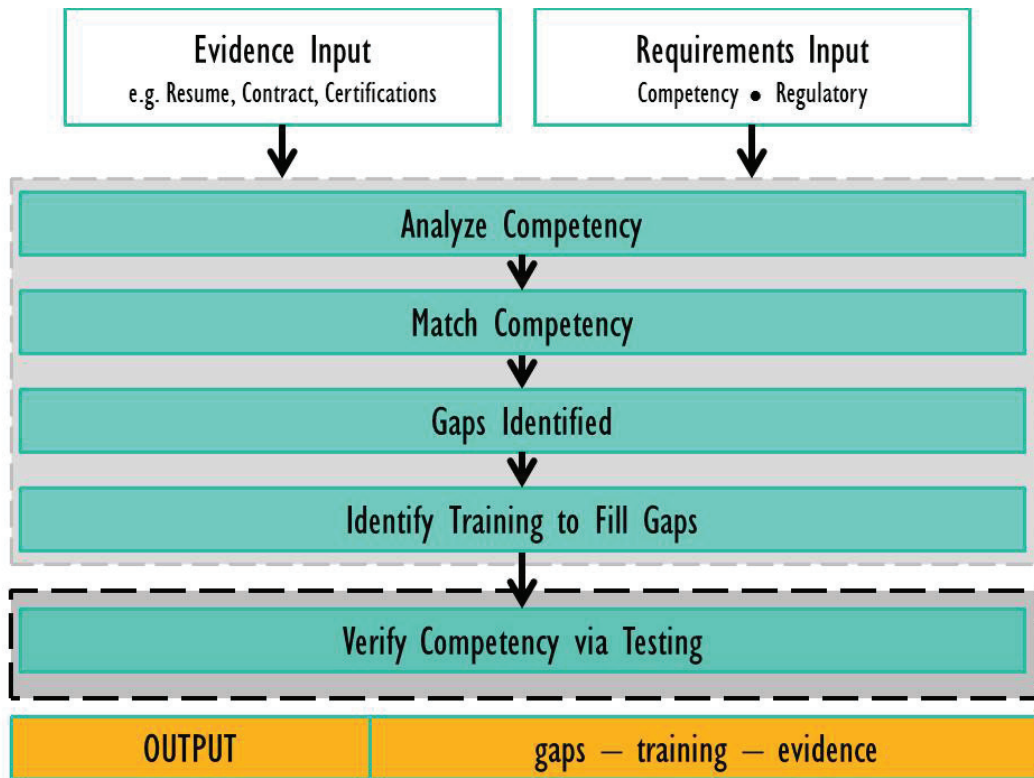 Evidence Input
e.g. Resume, Contract, Certifications
Requirements Input
Competency • Regulatory
Analyze Competency
Match Competency
Gaps Identified
Identify Training to Fill Gaps
Verify Competency via Testing
OUTPUT
gaps – training – evidence